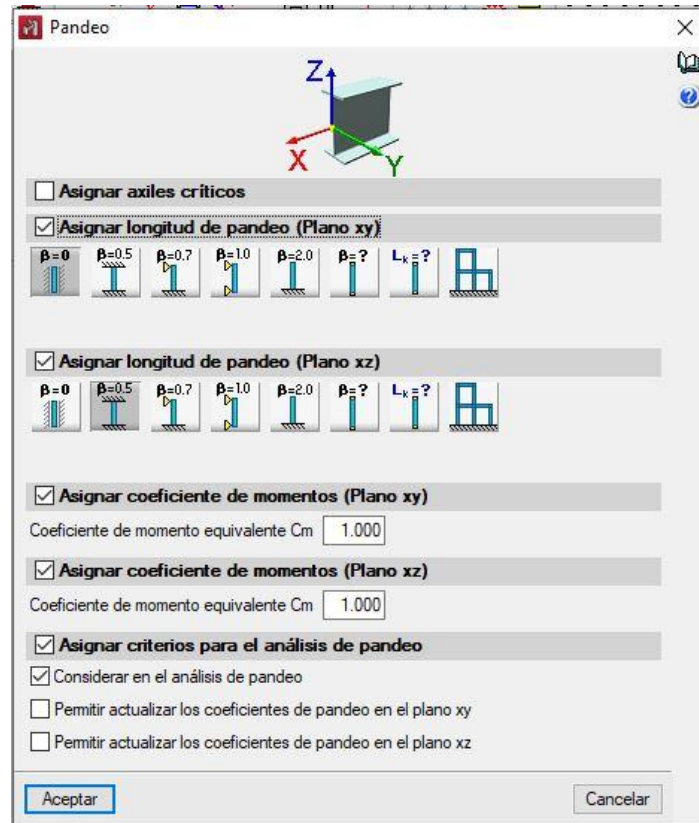 Pandeo
Z
X
Y
Asignar axiles críticos
Asignar longitud de pandeo (Plano xy)
β=0 β=0.5 β=0.7 β=1.0 β=2.0 β=? Lk=?
Asignar longitud de pandeo (Plano xz)
β=0 β=0.5 β=0.7 β=1.0 β=2.0 β=? Lk=?
Asignar coeficiente de momentos (Plano xy)
Coeficiente de momento equivalente Cm 1.000
Asignar coeficiente de momentos (Plano xz)
Coeficiente de momento equivalente Cm 1.000
Asignar criterios para el análisis de pandeo
Considerar en el análisis de pandeo
Permitir actualizar los coeficientes de pandeo en el plano xy
Permitir actualizar los coeficientes de pandeo en el plano xz
Aceptar Cancelar